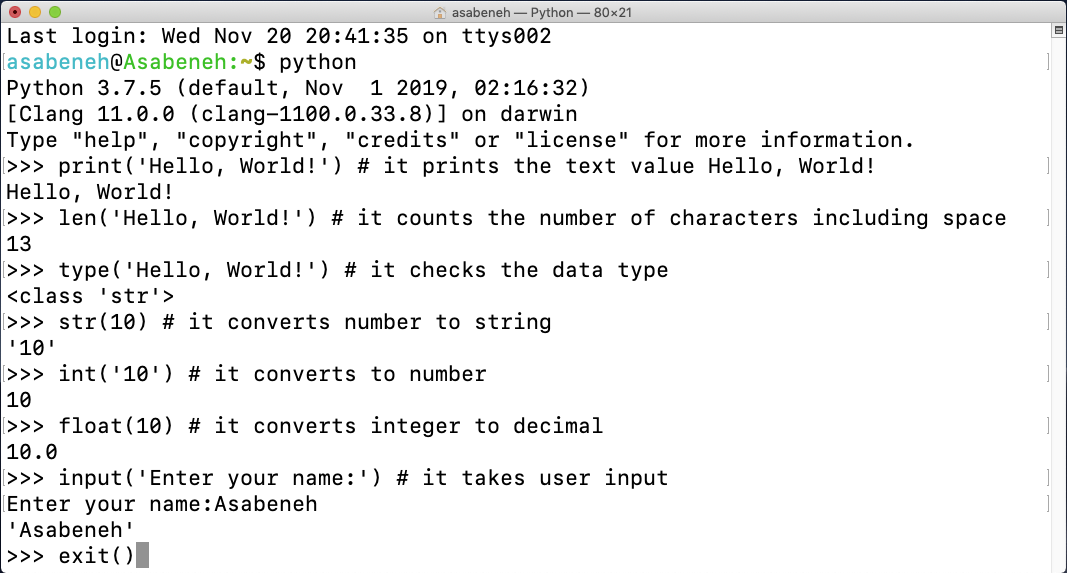 asabeneh — Python — 80×21
Last login: Wed Nov 20 20:41:35 on ttys002
asabeneh@Asabeneh:~$ python
Python 3.7.5 (default, Nov  1 2019, 02:16:32)
[Clang 11.0.0 (clang-1100.0.33.8)] on darwin
Type "help", "copyright", "credits" or "license" for more information.
>>> print('Hello, World!') # it prints the text value Hello, World!
Hello, World!
>>> len('Hello, World!') # it counts the number of characters including space
13
>>> type('Hello, World!') # it checks the data type
<class 'str'>
>>> str(10) # it converts number to string
'10'
>>> int('10') # it converts to number
10
>>> float(10) # it converts integer to decimal
10.0
>>> input('Enter your name:') # it takes user input
Enter your name:Asabeneh
'Asabeneh'
>>> exit()